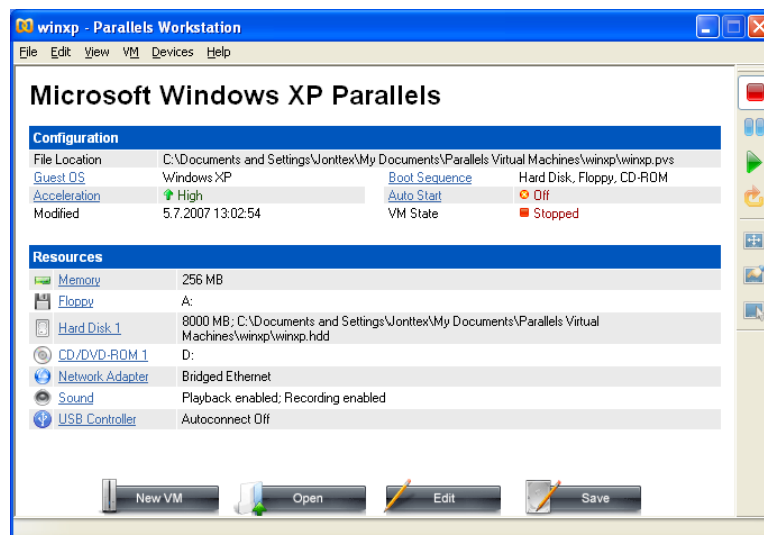 winxp - Parallels Workstation
File Edit View VM Devices Help
Microsoft Windows XP Parallels
Configuration
File Location C:\Documents and Settings\Jonttex\My Documents\Parallels Virtual Machines\winxp\winxp.pvs
Guest OS Windows XP Boot Sequence Hard Disk, Floppy, CD-ROM
Acceleration High Auto Start Off
Modified 5.7.2007 13:02:54 VM State Stopped
Resources
Memory 256 MB
Floppy A:
Hard Disk 1 8000 MB; C:\Documents and Settings\Jonttex\My Documents\Parallels Virtual
Machines\winxp\winxp.hdd
CD/DVD-ROM 1 D:
Network Adapter Bridged Ethernet
Sound Playback enabled; Recording enabled
USB Controller Autoconnect Off
New VM Open Edit Save